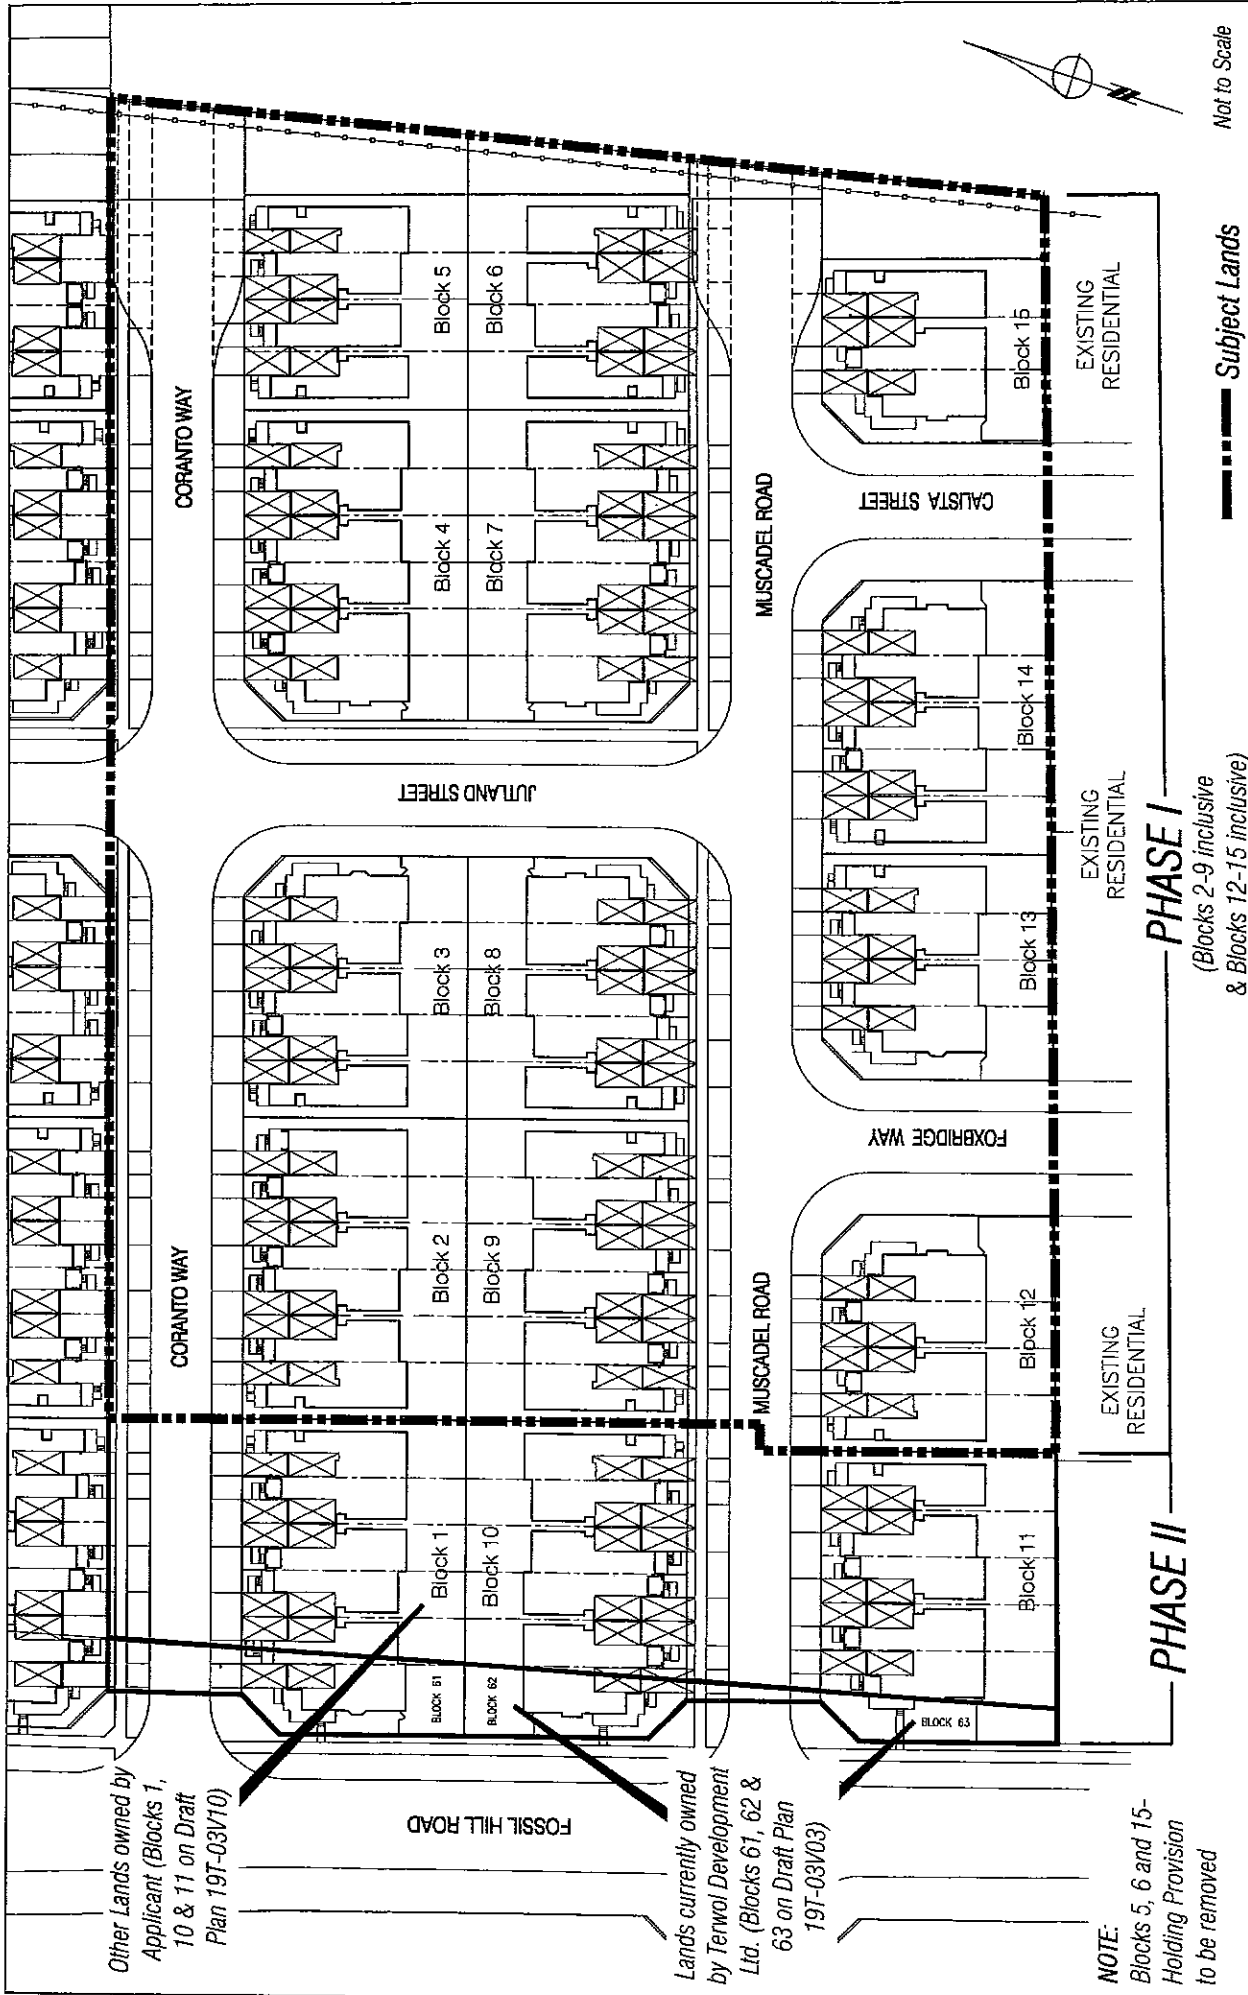 Other Lands owned by
Applicant (Blocks 1,
10 & 11 on Draft
Plan 19T-03V10)
CORANTO WAY
CORANTO WAY
FOSSIL HILL ROAD
JUTLAND STREET
Block 1
Block 2
Block 3
Block 4
Block 5
BLOCK 61
BLOCK 62
Block 10
Block 9
Block 8
Block 7
Block 6
Lands currently owned
by Terwol Development
Ltd. (Blocks 61, 62 &
63 on Draft Plan
19T-03V03)
MUSCADEL ROAD
MUSCADEL ROAD
FOXBRIDGE WAY
CALISTA STREET
BLOCK 63
Block 11
Block 12
Block 13
Block 14
Block 15
EXISTING
RESIDENTIAL
EXISTING
RESIDENTIAL
EXISTING
RESIDENTIAL
NOTE:
Blocks 5, 6 and 15-
Holding Provision
to be removed
PHASE II
PHASE I
(Blocks 2-9 inclusive
& Blocks 12-15 inclusive)
Subject Lands
N
Not to Scale